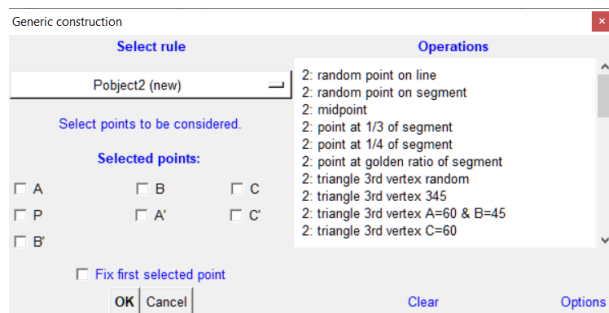 Generic construction
Select rule
Pobject2 (new)
Select points to be considered.
Selected points:
A B C
P A' C'
B'
Fix first selected point
OK Cancel
Operations
2: random point on line
2: random point on segment
2: midpoint
2: point at 1/3 of segment
2: point at 1/4 of segment
2: point at golden ratio of segment
2: triangle 3rd vertex random
2: triangle 3rd vertex 345
2: triangle 3rd vertex A=60 & B=45
2: triangle 3rd vertex C=60
Clear Options